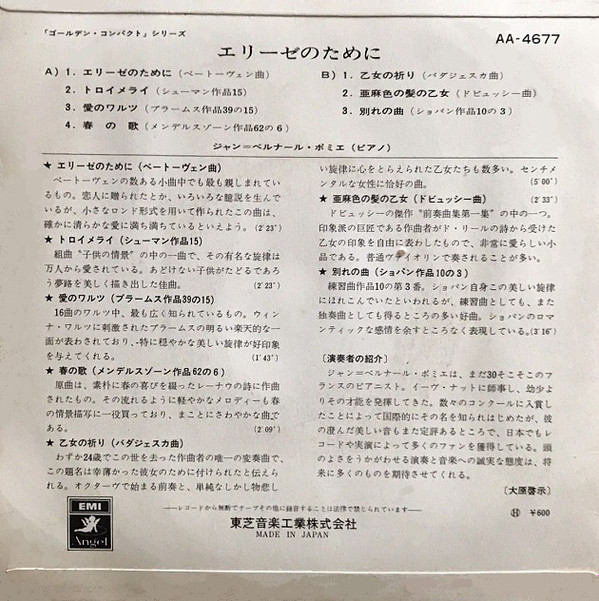 「ゴールデン・コンパクト」シリーズ
AA-4677
エリーゼのために
A) 1. エリーゼのために(ベートーヴェン曲)
2. トロイメライ(シューマン作品15)
3. 愛のワルツ(ブラームス作品39の15)
4. 春の歌(メンデルスゾーン作品62の6)
B) 1. 乙女の祈り(バダジェスカ曲)
2. 亜麻色の髪の乙女(ドビュッシー曲)
3. 別れの曲(ショパン作品10の3)
ジャン=ベルナール・ポミエ(ピアノ)
★ エリーゼのために(ベートーヴェン曲)
ベートーヴェンの数ある小曲中でも最も親しまれてい
るもの。恋人に贈られたとか、いろいろな臆説を生んで
いるが、小さなロンド形式を用いて作られたこの曲は、
確かに清らかな愛に満ち満ちているといえよう。(2'23")
★ トロイメライ(シューマン作品15)
組曲“子供の情景”の中の一曲で、その有名な旋律は
万人から愛されている。あどけない子供がたどるであろ
う夢路を美しく描き出した佳曲。(2'23")
★ 愛のワルツ(ブラームス作品39の15)
16曲のワルツ中、最も広く知られているもの。ウィン
ナ・ワルツに刺激されたブラームスの明るい楽天的な一
面が表わされており、特に穏やかな美しい旋律が好印象
を与えてくれる。(1'43")
★ 春の歌(メンデルスゾーン作品62の6)
原曲は、素朴に春の喜びを綴ったレーナウの詩に作曲
されたもの。その流れるように軽やかなメロディーも春
の情景描写に一役買っており、まことにさわやかな曲で
ある。(2'09")
★ 乙女の祈り(バダジェスカ曲)
わずか24歳でこの世を去った作曲者の唯一の変奏曲で、
この題名は幸薄かった彼女のために付けられたと伝えら
れる。オクターヴで始まる前奏と、単純なしかし物悲し
い旋律に心をとらえられた乙女たちも数多い。センチメ
ンタルな女性に恰好の曲。(5'00")
★ 亜麻色の髪の乙女(ドビュッシー曲)(2'33")
ドビュッシーの傑作“前奏曲集第一集”の中の一つ。
印象派の巨匠である作曲者がド・リールの詩から受けた
乙女の印象を自由に表わしたもので、非常に愛らしい小
品である。普通ヴァイオリンで奏されることが多い。
★ 別れの曲(ショパン作品10の3)
練習曲作品10の第3番。ショパン自身この美しい旋律
にほれこんでいたといわれるが、練習曲としても、また
独奏曲としても得るところの多い好曲。ショパンのロマ
ンティックな感情を余すところなく表現している。(3'16")
〔演奏者の紹介〕
ジャン=ベルナール・ポミエは、まだ30そこそこのフ
ランスのピアニスト。イーヴ・ナットに師事し、幼少よ
りその才能を発揮してきた。数々のコンクールに入賞し
たことによって国際的にその名を知られはじめたが、彼
の澄んだ美しい音もまた定評あるところで、日本でもレ
コードや実演によって多くのファンを獲得している。頭
のよさをうかがわせる演奏と音楽への誠実な態度は、将
来に多くのものを期待させてくれる。
〔大原啓示〕
EMI
Angel
──レコードから無断でテープその他に録音することは法律で禁じられています──
東芝音楽工業株式会社
MADE IN JAPAN
Ⓗ ¥600